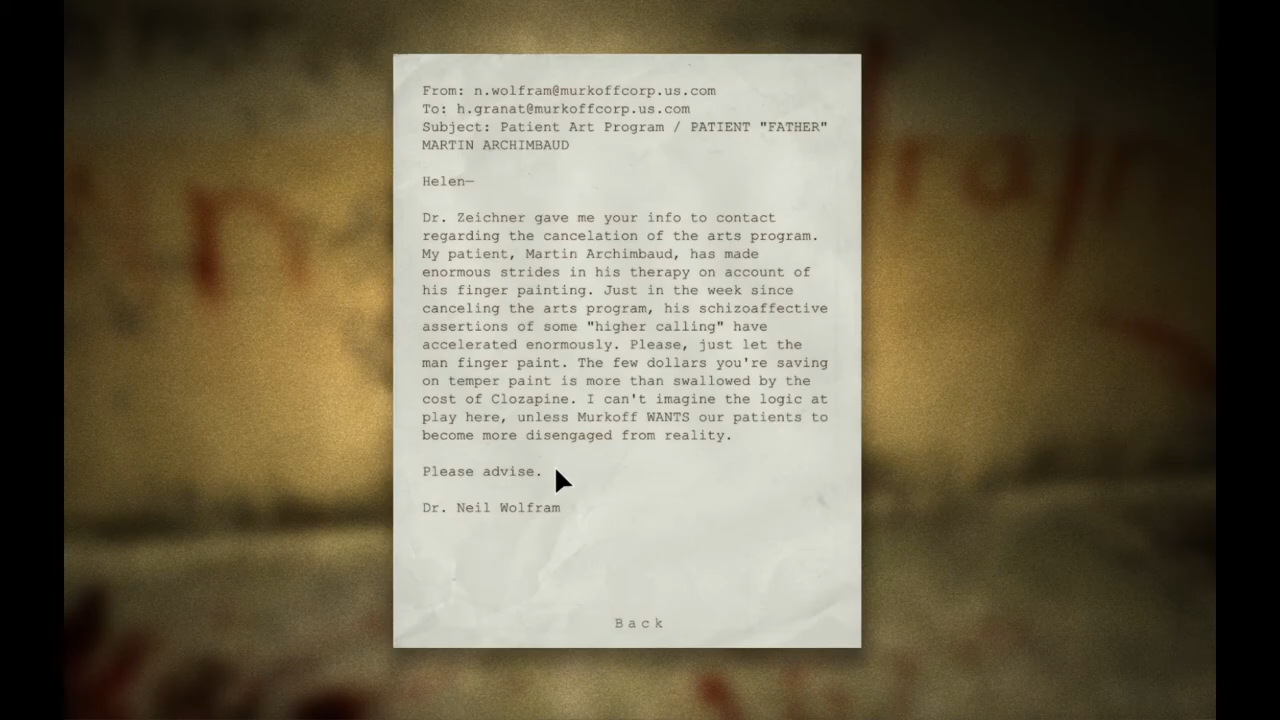 From: n.wolfram@murkoffcorp.us.com
To: h.granat@murkoffcorp.us.com
Subject: Patient Art Program / PATIENT "FATHER"
MARTIN ARCHIMBAUD
Helen—
Dr. Zeichner gave me your info to contact
regarding the cancelation of the arts program.
My patient, Martin Archimbaud, has made
enormous strides in his therapy on account of
his finger painting. Just in the week since
canceling the arts program, his schizoaffective
assertions of some "higher calling" have
accelerated enormously. Please, just let the
man finger paint. The few dollars you're saving
on temper paint is more than swallowed by the
cost of Clozapine. I can't imagine the logic at
play here, unless Murkoff WANTS our patients to
become more disengaged from reality.
Please advise.
Dr. Neil Wolfram
Back